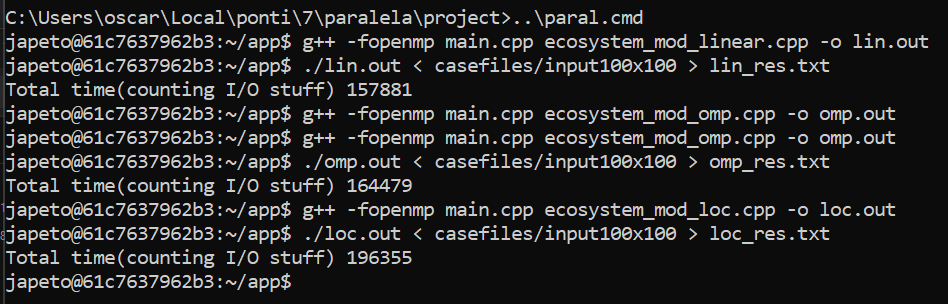 C:\Users\oscar\Local\ponti\7\paralela\project>..\paral.cmd
japeto@61c7637962b3:~/app$ g++ -fopenmp main.cpp ecosystem_mod_linear.cpp -o lin.out
japeto@61c7637962b3:~/app$ ./lin.out < casefiles/input100x100 > lin_res.txt
Total time(counting I/O stuff) 157881
japeto@61c7637962b3:~/app$ g++ -fopenmp main.cpp ecosystem_mod_omp.cpp -o omp.out
japeto@61c7637962b3:~/app$ g++ -fopenmp main.cpp ecosystem_mod_omp.cpp -o omp.out
japeto@61c7637962b3:~/app$ ./omp.out < casefiles/input100x100 > omp_res.txt
Total time(counting I/O stuff) 164479
japeto@61c7637962b3:~/app$ g++ -fopenmp main.cpp ecosystem_mod_loc.cpp -o loc.out
japeto@61c7637962b3:~/app$ ./loc.out < casefiles/input100x100 > loc_res.txt
Total time(counting I/O stuff) 196355
japeto@61c7637962b3:~/app$